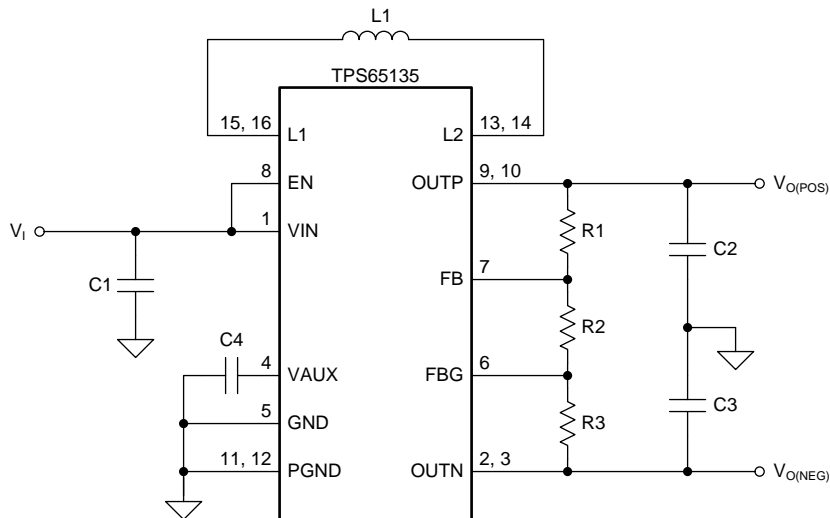 L1
TPS65135
15, 16 L1 L2 13, 14
8 EN OUTP 9, 10 VO(POS)
R1
VI 1 VIN
C2
C1 FB 7
R2
C4
4 VAUX FBG 6
C3
5 GND R3
11, 12 PGND OUTN 2, 3 VO(NEG)